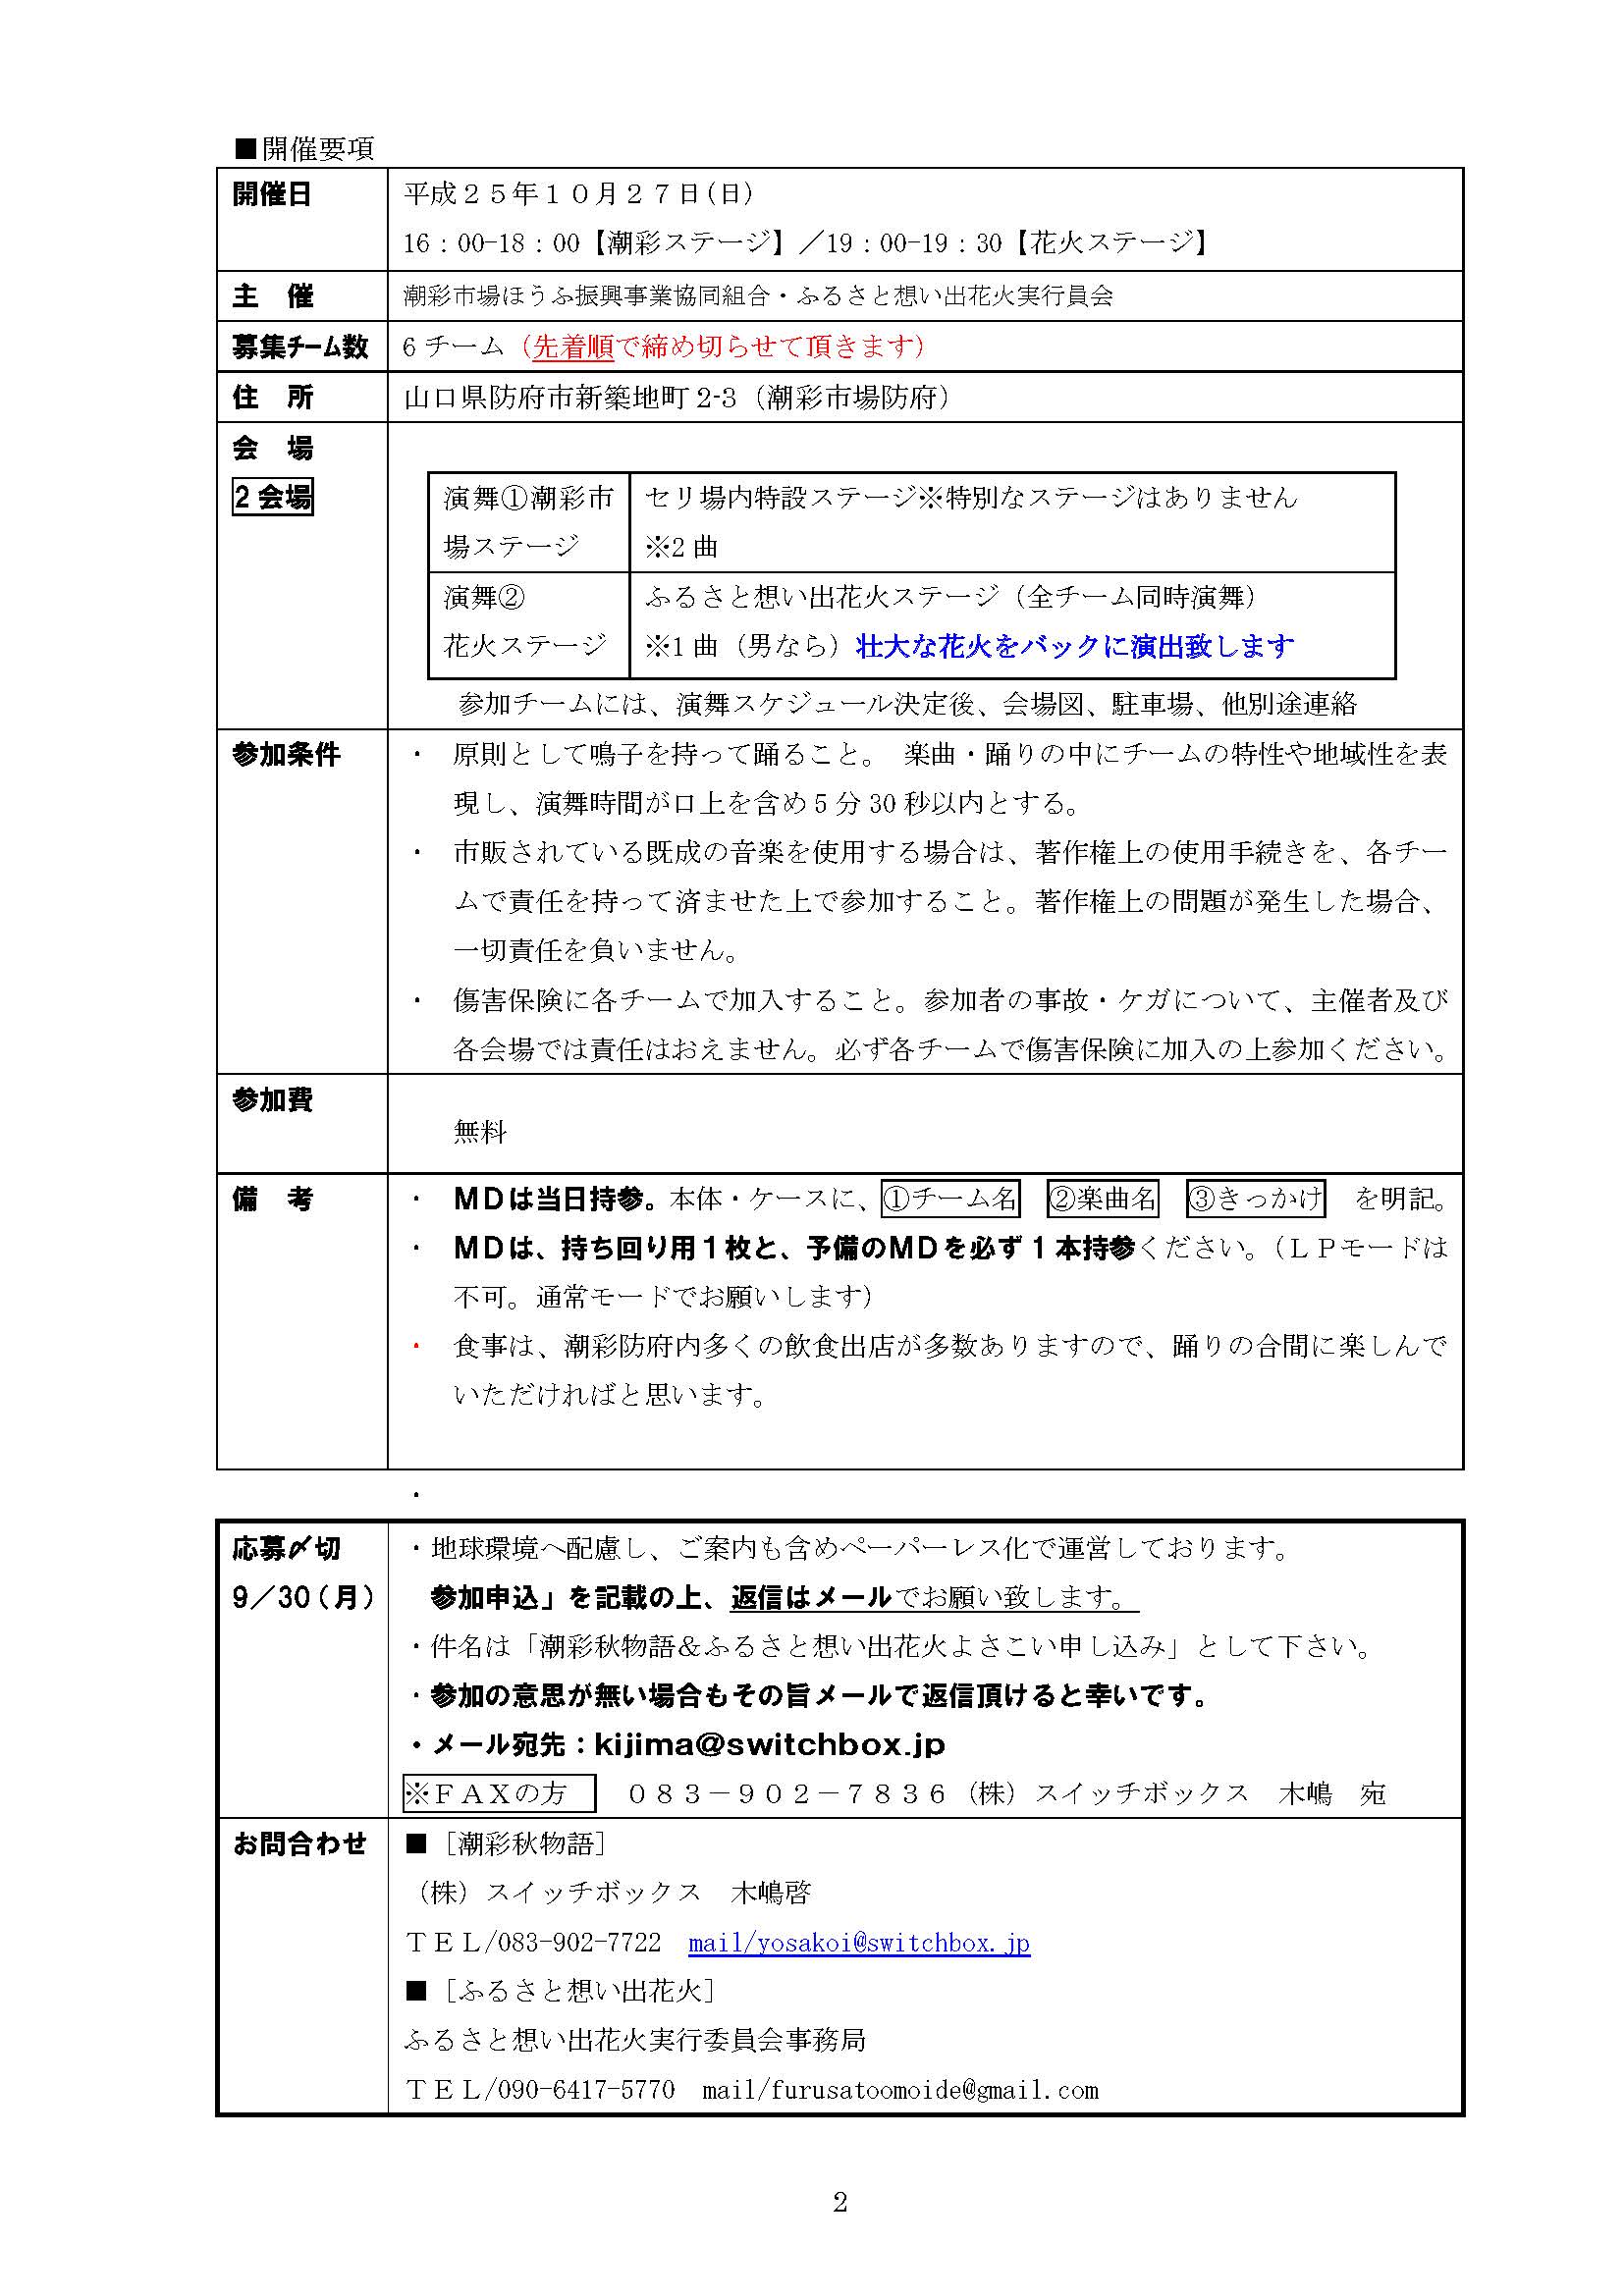 ■開催要項
開催日
平成２５年１０月２７日（日）
16：00-18：00【潮彩ステージ】／19：00-19：30【花火ステージ】
主　催
潮彩市場ほうふ振興事業協同組合・ふるさと想い出花火実行員会
募集チーム数
6 チーム（先着順で締め切らせて頂きます）
住　所
山口県防府市新築地町 2-3（潮彩市場防府）
会　場
2 会場
演舞①潮彩市
場ステージ
セリ場内特設ステージ※特別なステージはありません
※2 曲
演舞②
花火ステージ
ふるさと想い出花火ステージ（全チーム同時演舞）
※1 曲（男なら）壮大な花火をバックに演出致します
参加チームには、演舞スケジュール決定後、会場図、駐車場、他別途連絡
参加条件
・ 原則として鳴子を持って踊ること。 楽曲・踊りの中にチームの特性や地域性を表
現し、演舞時間が口上を含め 5 分 30 秒以内とする。
・ 市販されている既成の音楽を使用する場合は、著作権上の使用手続きを、各チー
ムで責任を持って済ませた上で参加すること。著作権上の問題が発生した場合、
一切責任を負いません。
・ 傷害保険に各チームで加入すること。参加者の事故・ケガについて、主催者及び
各会場では責任はおえません。必ず各チームで傷害保険に加入の上参加ください。
参加費
無料
備　考
・ ＭＤは当日持参。本体・ケースに、①チーム名　②楽曲名　③きっかけ　を明記。
・ ＭＤは、持ち回り用１枚と、予備のＭＤを必ず１本持参ください。（ＬＰモードは
不可。通常モードでお願いします）
・ 食事は、潮彩防府内多くの飲食出店が多数ありますので、踊りの合間に楽しんで
いただければと思います。
・
応募〆切
9／30（月）
・地球環境へ配慮し、ご案内も含めペーパーレス化で運営しております。
参加申込」を記載の上、返信はメールでお願い致します。
・件名は「潮彩秋物語＆ふるさと想い出花火よさこい申し込み」として下さい。
・参加の意思が無い場合もその旨メールで返信頂けると幸いです。
・メール宛先：kijima@switchbox.jp
※ＦＡＸの方　０８３－９０２－７８３６（株）スイッチボックス　木嶋　宛
お問合わせ
■［潮彩秋物語］
（株）スイッチボックス　木嶋啓
ＴＥＬ/083-902-7722　mail/yosakoi@switchbox.jp
■［ふるさと想い出花火］
ふるさと想い出花火実行委員会事務局
ＴＥＬ/090-6417-5770　mail/furusatoomoide@gmail.com
2